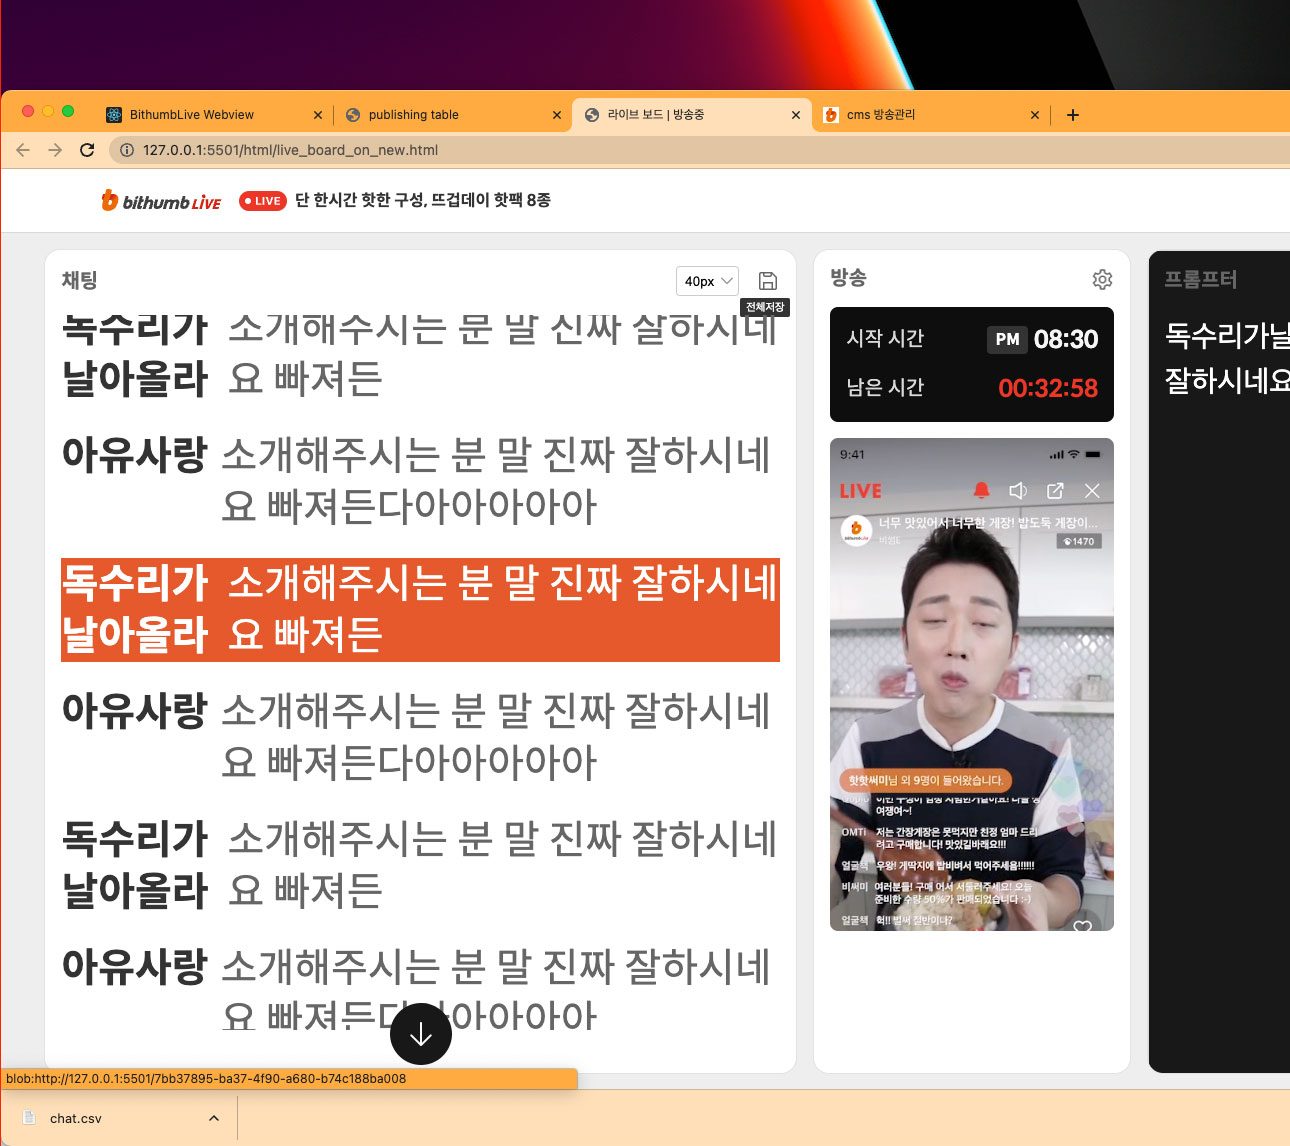 BithumbLive Webview
publishing table
라이브 보드 | 방송중
cms 방송관리
127.0.0.1:5501/html/live_board_on_new.html
bithumb LIVE
LIVE
단 한시간 핫한 구성, 뜨겁데이 핫팩 8종
채팅
40px
전체저장
독수리가 소개해주시는 분 말 진짜 잘하시네
날아올라 요 빠져든
아유사랑 소개해주시는 분 말 진짜 잘하시네
요 빠져든다아아아아아
독수리가 소개해주시는 분 말 진짜 잘하시네
날아올라 요 빠져든
아유사랑 소개해주시는 분 말 진짜 잘하시네
요 빠져든다아아아아아
독수리가 소개해주시는 분 말 진짜 잘하시네
날아올라 요 빠져든
아유사랑 소개해주시는 분 말 진짜 잘하시네
요 빠져든다아아아아아
방송
시작 시간 PM 08:30
남은 시간 00:32:58
9:41
LIVE
너무 맛있어서 너무한 게장! 밥도둑 게장이...
1470
핫핫써미님 외 9명이 들어왔습니다.
여쟁여~!
OMTi 저는 간장게장은 못먹지만 친정 엄마 드리
려고 구매합니다! 맛있길바래요!!!
얼굴책 우왕! 게딱지에 밥비벼서 먹어주세욤!!!!!!
비써미 여러분들! 구매 어서 서둘러주세요! 오늘
준비한 수량 50%가 판매되었습니다 :-)
얼굴책 헉!! 벌써 절반이나?
프롬프터
독수리가날
잘하시네요
blob:http://127.0.0.1:5501/7bb37895-ba37-4f90-a680-b74c188ba008
chat.csv